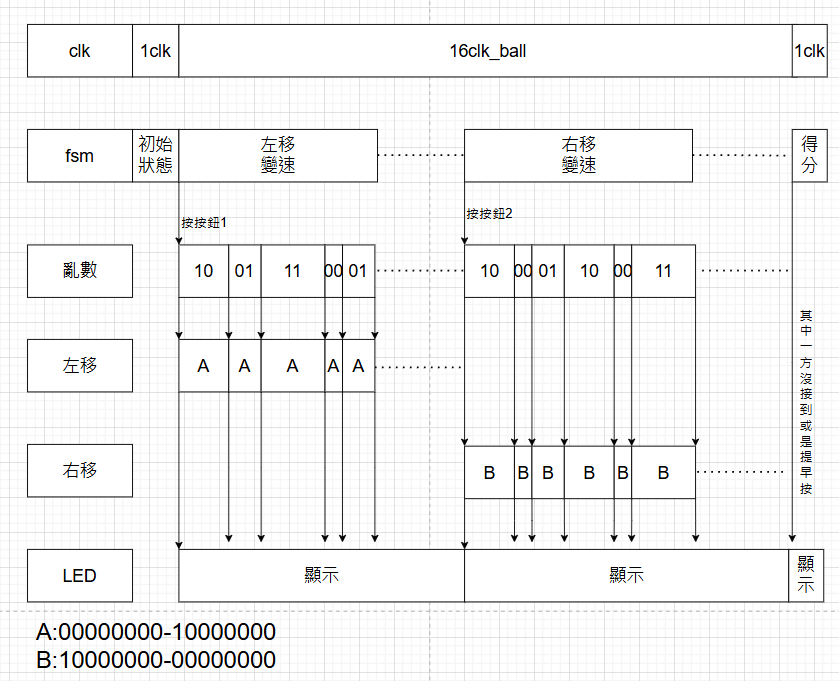 clk
1clk
16clk_ball
1clk
fsm
初始
狀態
左移
變速
右移
變速
得
分
按按鈕1
按按鈕2
亂數
10
01
11
00
01
10
00
01
10
00
11
左移
A
A
A
A
A
其
中
一
方
沒
接
到
或
是
提
早
按
右移
B
B
B
B
B
B
LED
顯示
顯示
顯
示
A:00000000-10000000
B:10000000-00000000